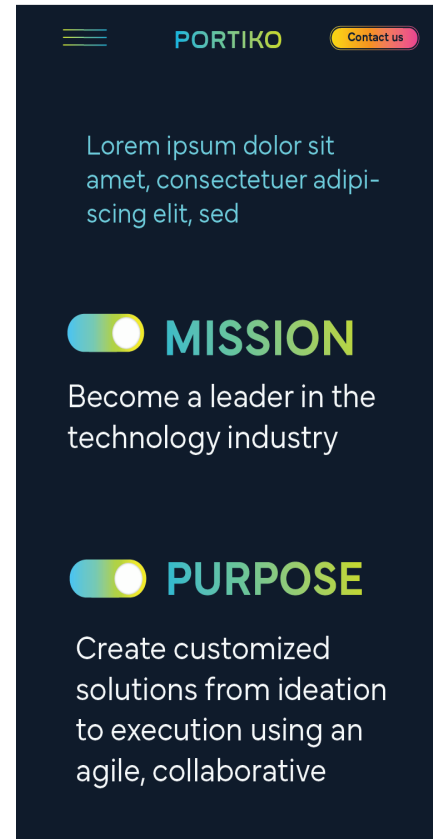 PORTIKO
Contact us
Lorem ipsum dolor sit
amet, consectetuer adipi-
scing elit, sed
MISSION
Become a leader in the
technology industry
PURPOSE
Create customized
solutions from ideation
to execution using an
agile, collaborative